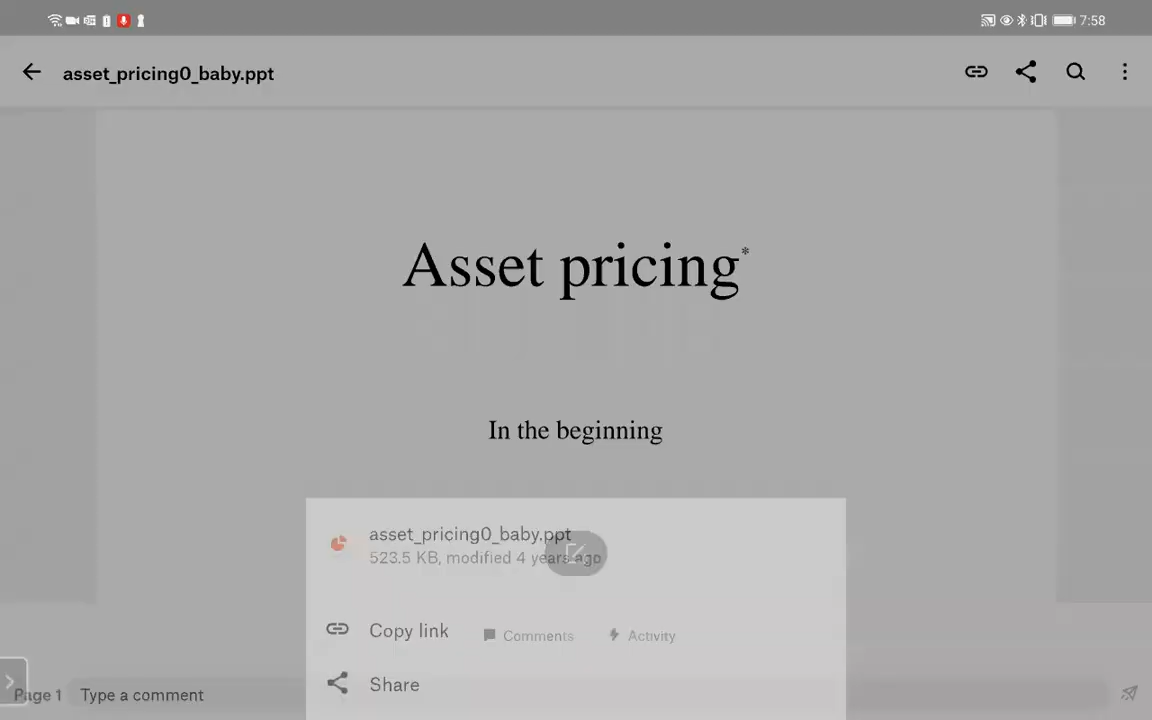 7:58
asset_pricing0_baby.ppt
Asset pricing*
In the beginning
asset_pricing0_baby.ppt
523.5 KB, modified 4 years ago
Copy link
Comments
Activity
Share
Page 1
Type a comment